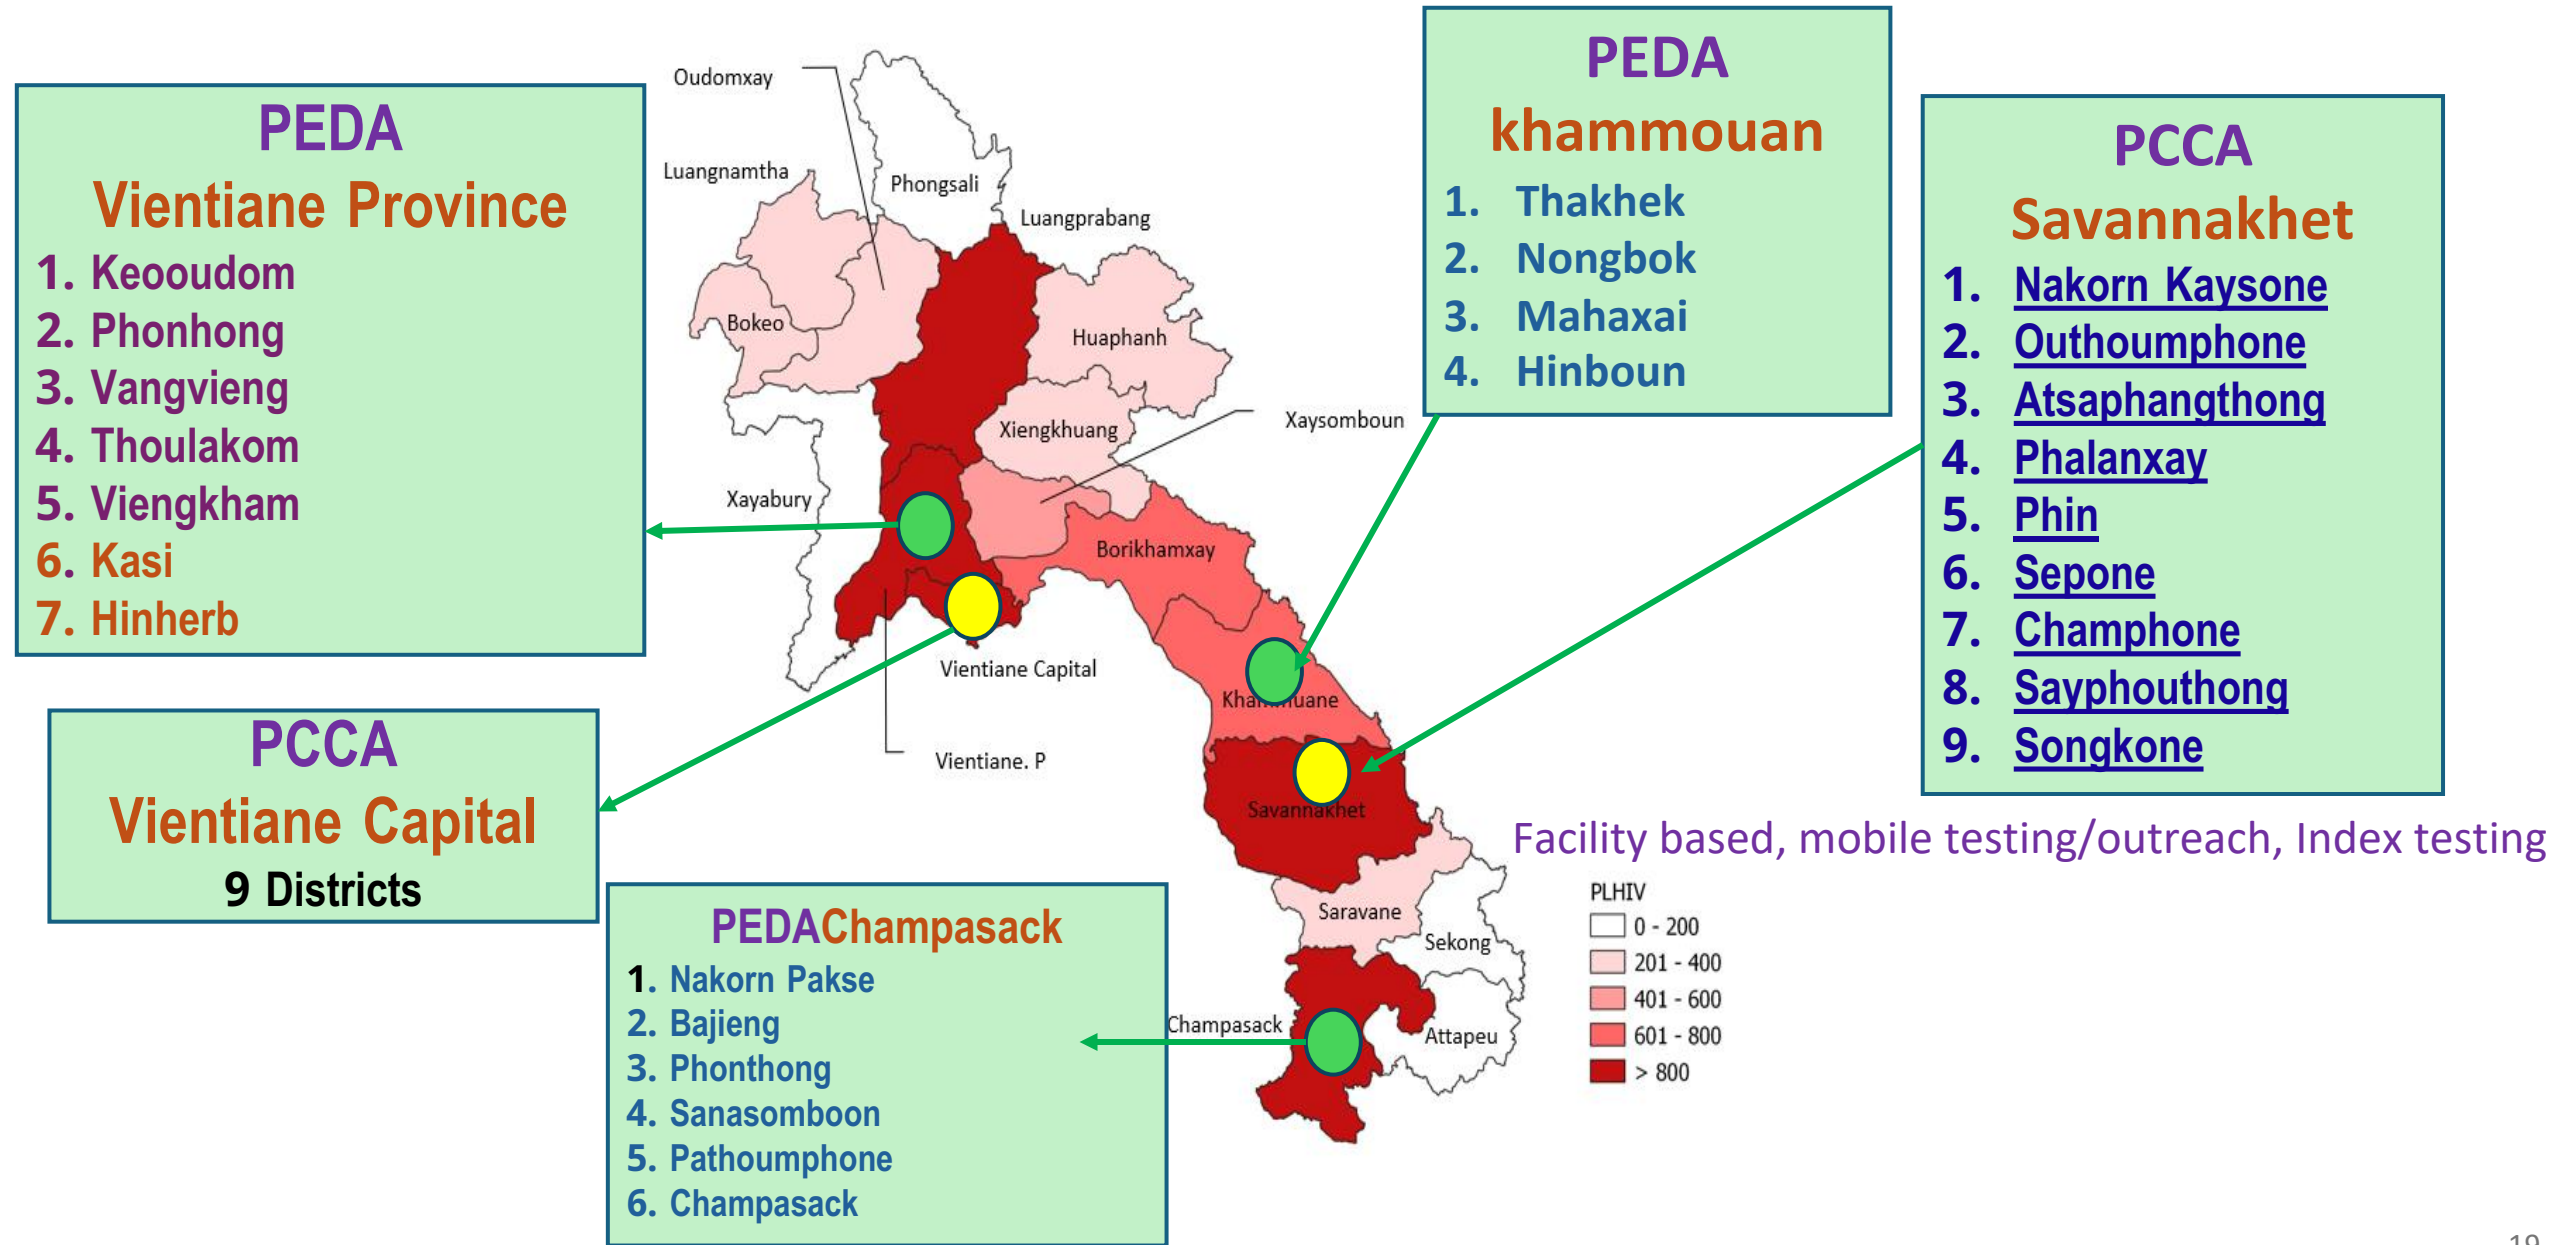 PEDA
Vientiane Province
1. Keooudom
2. Phonhong
3. Vangvieng
4. Thoulakom
5. Viengkham
6. Kasi
7. Hinherb
PCCA
Vientiane Capital
9 Districts
PEDAChampasack
1. Nakorn Pakse
2. Bajieng
3. Phonthong
4. Sanasomboon
5. Pathoumphone
6. Champasack
PEDA
khammouan
1. Thakhek
2. Nongbok
3. Mahaxai
4. Hinboun
PCCA
Savannakhet
1. Nakorn Kaysone
2. Outhoumphone
3. Atsaphangthong
4. Phalanxay
5. Phin
6. Sepone
7. Champhone
8. Sayphouthong
9. Songkone
Oudomxay
Luangnamtha
Phongsali
Luangprabang
Bokeo
Huaphanh
Xiengkhuang
Xaysomboun
Xayabury
Borikhamxay
Vientiane Capital
Vientiane. P
Savannakhet
Saravane
Sekong
Champasack
Attapeu
Facility based, mobile testing/outreach, Index testing
PLHIV
0 - 200
201 - 400
401 - 600
601 - 800
> 800